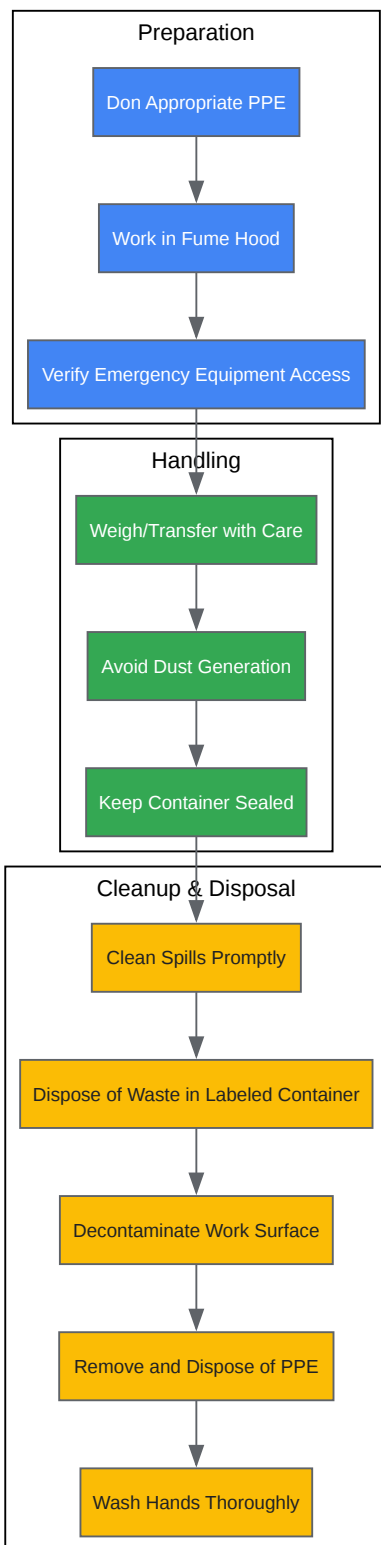 Preparation
Don Appropriate PPE
Work in Fume Hood
Verify Emergency Equipment Access
Handling
Weigh/Transfer with Care
Avoid Dust Generation
Keep Container Sealed
Cleanup & Disposal
Clean Spills Promptly
Dispose of Waste in Labeled Container
Decontaminate Work Surface
Remove and Dispose of PPE
Wash Hands Thoroughly